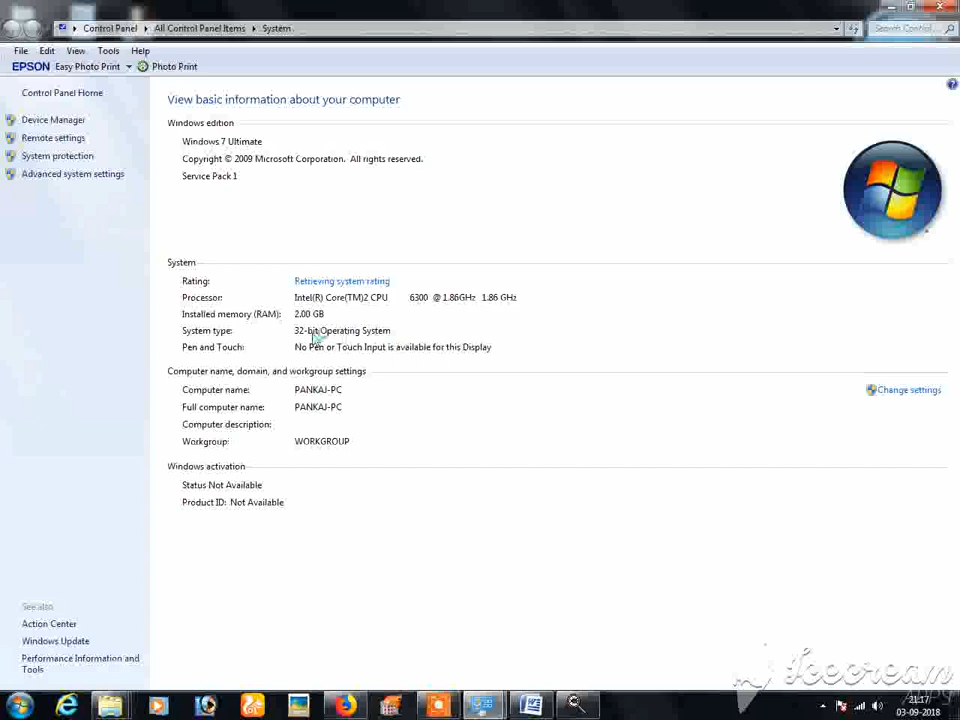 Control Panel ▸ All Control Panel Items ▸ System
Search Control
File Edit View Tools Help
EPSON Easy Photo Print Photo Print
Control Panel Home
Device Manager
Remote settings
System protection
Advanced system settings
View basic information about your computer
Windows edition
Windows 7 Ultimate
Copyright © 2009 Microsoft Corporation. All rights reserved.
Service Pack 1
System
Rating: Retrieving system rating
Processor: Intel(R) Core(TM)2 CPU 6300 @ 1.86GHz 1.86 GHz
Installed memory (RAM): 2.00 GB
System type: 32-bit Operating System
Pen and Touch: No Pen or Touch Input is available for this Display
Computer name, domain, and workgroup settings
Computer name: PANKAJ-PC
Change settings
Full computer name: PANKAJ-PC
Computer description:
Workgroup: WORKGROUP
Windows activation
Status Not Available
Product ID: Not Available
See also
Action Center
Windows Update
Performance Information and
Tools
Icecream
APPS
21:17
03-09-2018